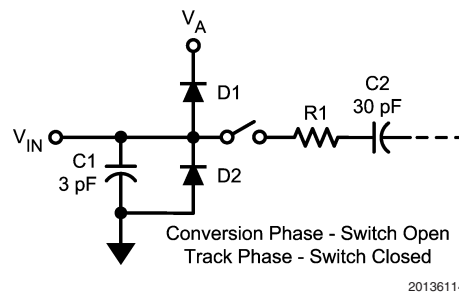 VA
D1
C2
30 pF
R1
VIN
C1
3 pF
D2
Conversion Phase - Switch Open
Track Phase - Switch Closed
20136114